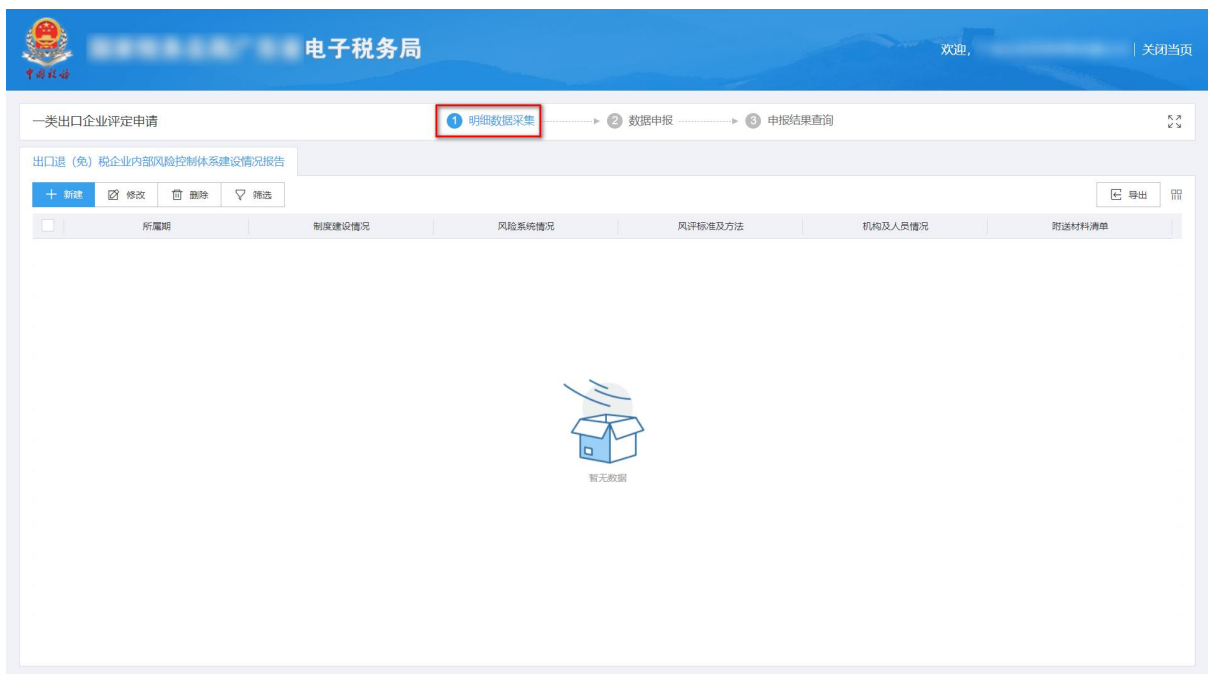 中国税务
电子税务局
欢迎,
关闭当页
一类出口企业评定申请
1 明细数据采集
2 数据申报
3 申报结果查询
出口退（免）税企业内部风险控制体系建设情况报告
新建 修改 删除 筛选 导出
所属期 制度建设情况 风险系统情况 风评标准及方法 机构及人员情况 附送材料清单
暂无数据